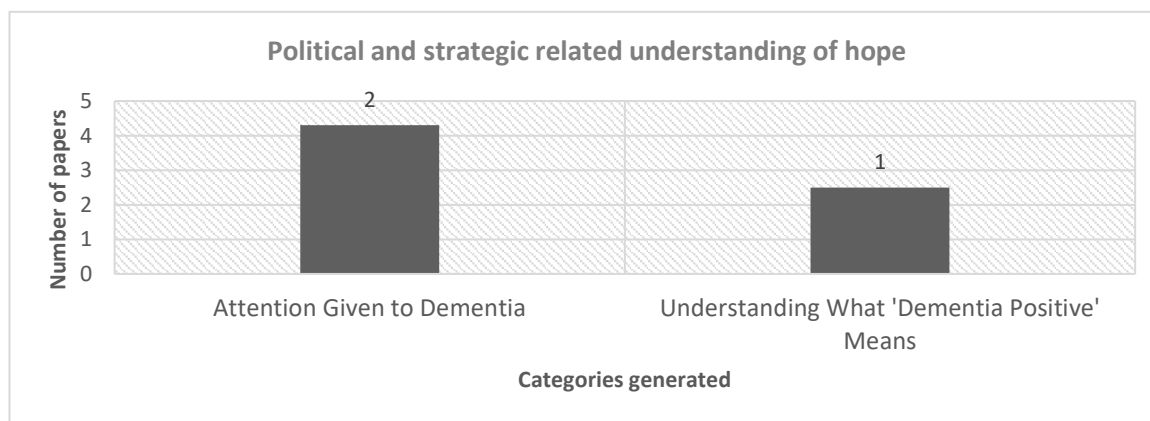 Political and strategic related understanding of hope
Number of papers
5
4
3
2
1
0
2
1
Attention Given to Dementia
Understanding What 'Dementia Positive'
Means
Categories generated